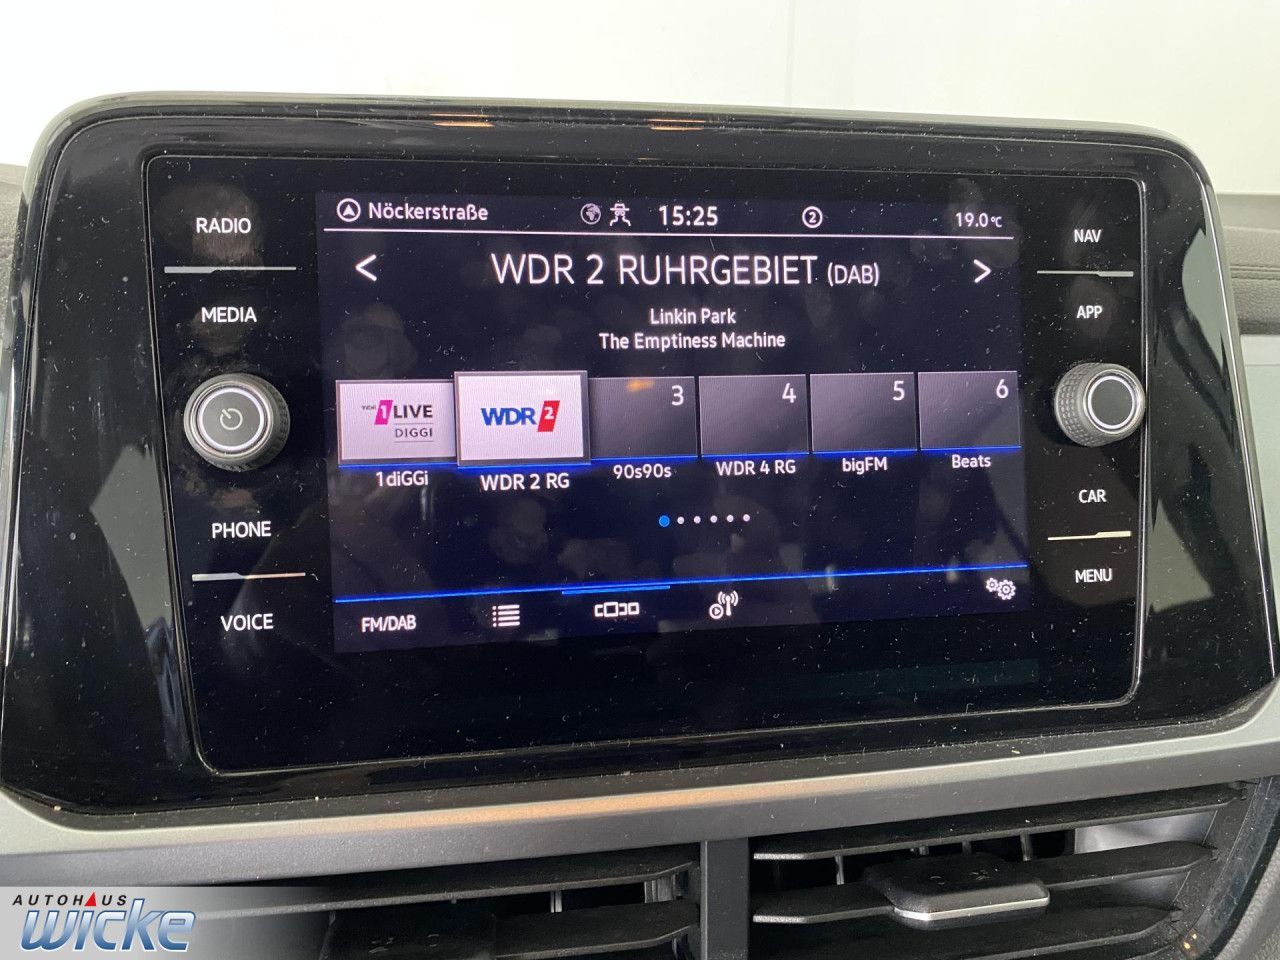 RADIO
MEDIA
PHONE
VOICE
Nöckerstraße
15:25
2
19.0°C
< WDR 2 RUHRGEBIET (DAB) >
Linkin Park
The Emptiness Machine
WDR 1LIVE
DIGGI
WDR 2
3
4
5
6
1diGGi
WDR 2 RG
90s90s
WDR 4 RG
bigFM
Beats
FM/DAB
NAV
APP
CAR
MENU
AUTOHAUS
wicke